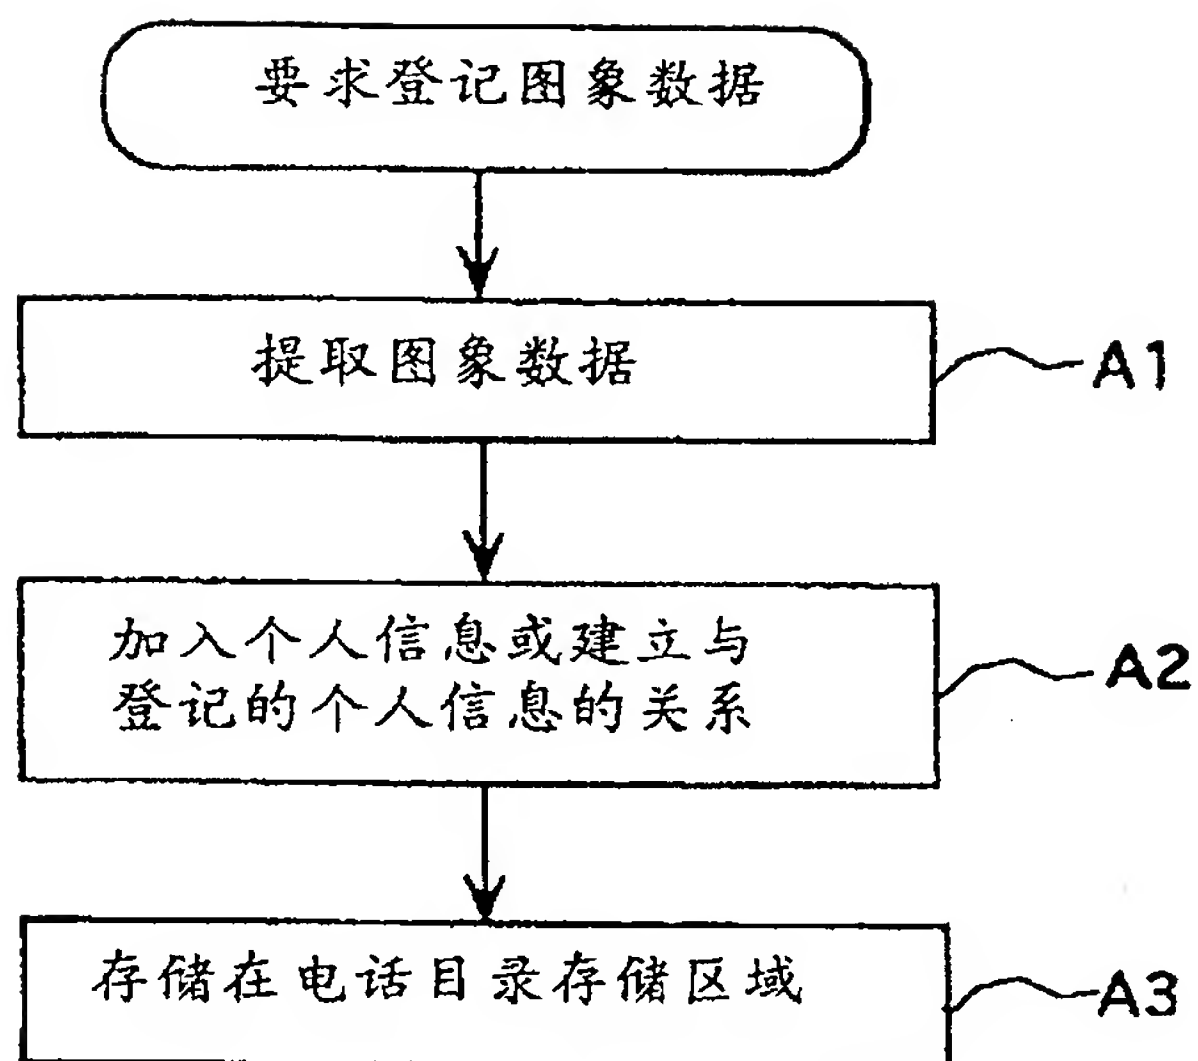 要求登记图象数据
提取图象数据
A1
加入个人信息或建立与
登记的个人信息的关系
A2
存储在电话目录存储区域
A3